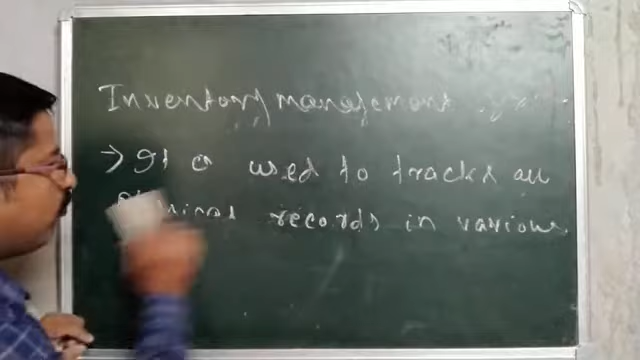 Inventory management
→ It is used to tracks all
records in various